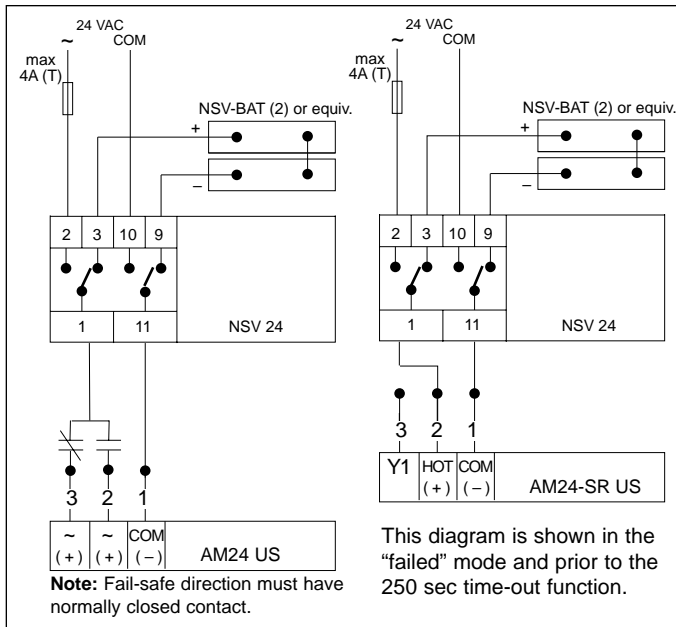 24 VAC
~ COM
max
4A (T)
NSV-BAT (2) or equiv.
+
–
2 3 10 9
1 11 NSV 24
3 2 1
~ ~ COM
(+) (+) (–) AM24 US
Note: Fail-safe direction must have
normally closed contact.
24 VAC
~ COM
max
4A (T)
NSV-BAT (2) or equiv.
+
–
2 3 10 9
1 11 NSV 24
3 2 1
Y1 HOT COM
(+) (–) AM24-SR US
This diagram is shown in the
“failed” mode and prior to the
250 sec time-out function.